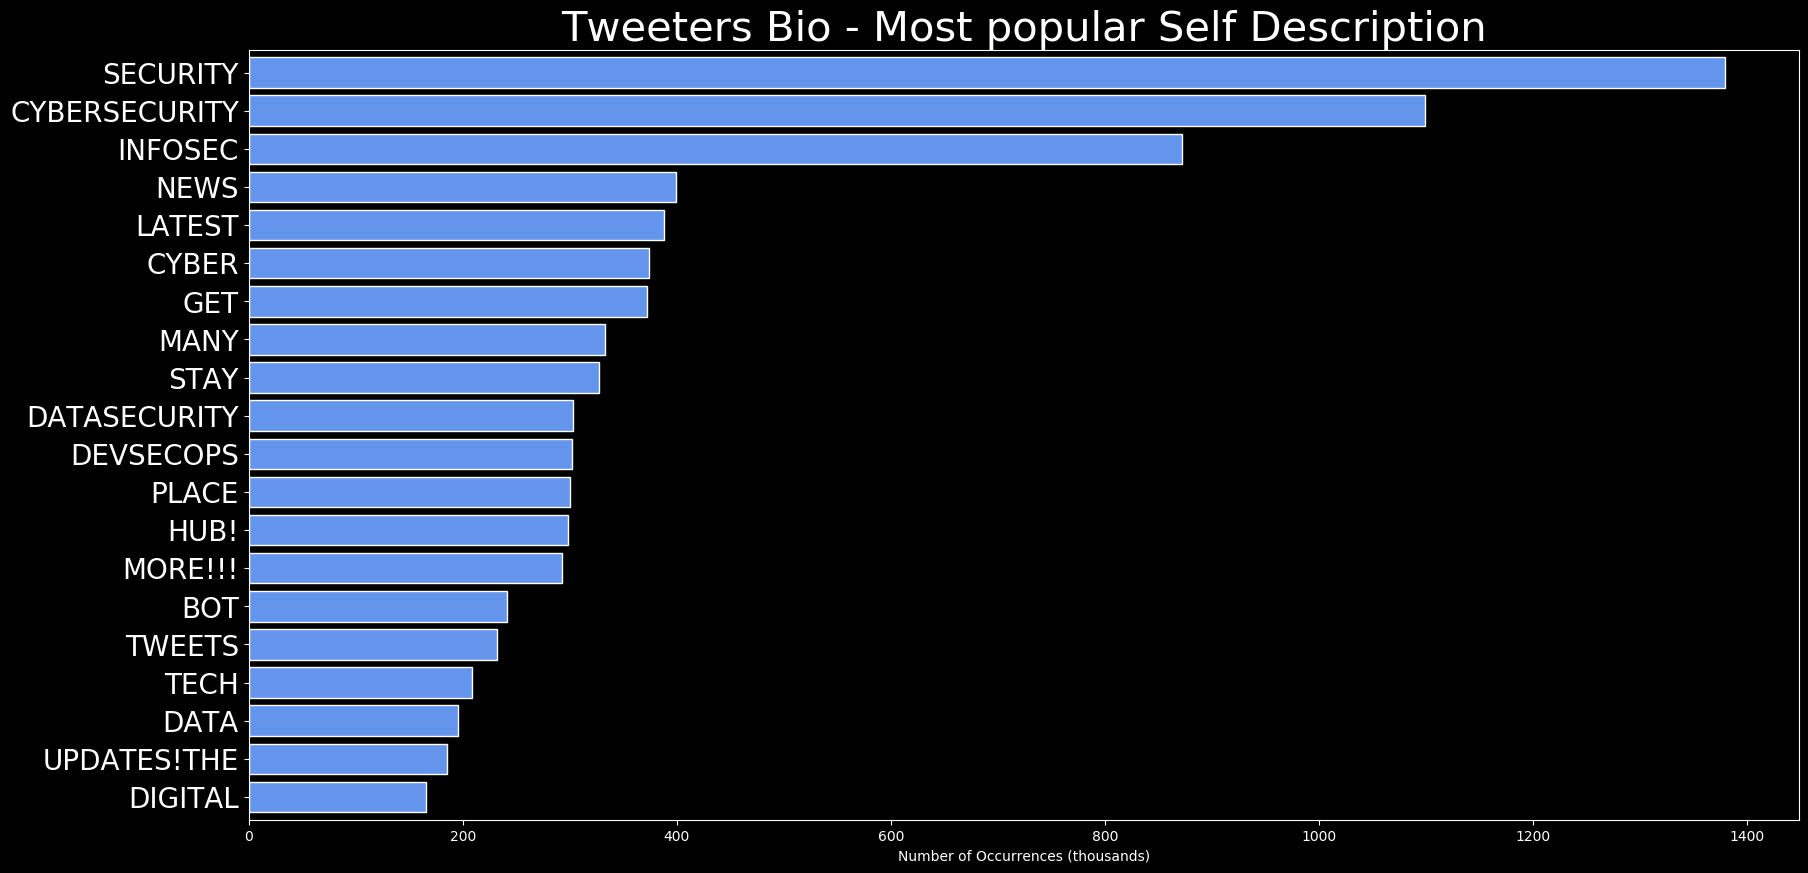 Tweeters Bio - Most popular Self Description
SECURITY
CYBERSECURITY
INFOSEC
NEWS
LATEST
CYBER
GET
MANY
STAY
DATASECURITY
DEVSECOPS
PLACE
HUB!
MORE!!!
BOT
TWEETS
TECH
DATA
UPDATES!THE
DIGITAL
0 200 400 600 800 1000 1200 1400
Number of Occurrences (thousands)